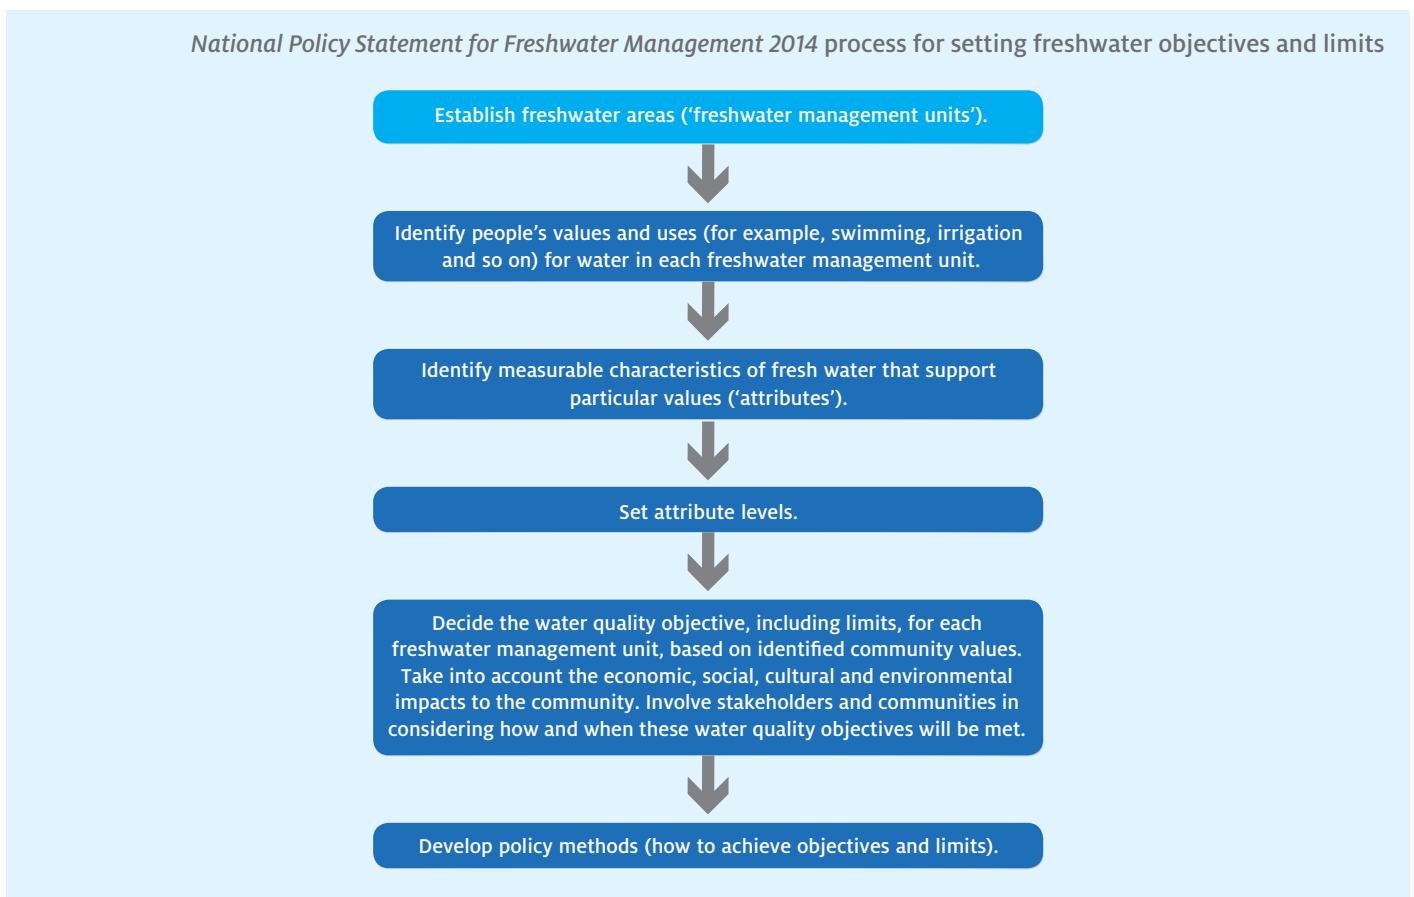 National Policy Statement for Freshwater Management 2014 process for setting freshwater objectives and limits
Establish freshwater areas (‘freshwater management units’).
Identify people’s values and uses (for example, swimming, irrigation
and so on) for water in each freshwater management unit.
Identify measurable characteristics of fresh water that support
particular values (‘attributes’).
Set attribute levels.
Decide the water quality objective, including limits, for each
freshwater management unit, based on identified community values.
Take into account the economic, social, cultural and environmental
impacts to the community. Involve stakeholders and communities in
considering how and when these water quality objectives will be met.
Develop policy methods (how to achieve objectives and limits).